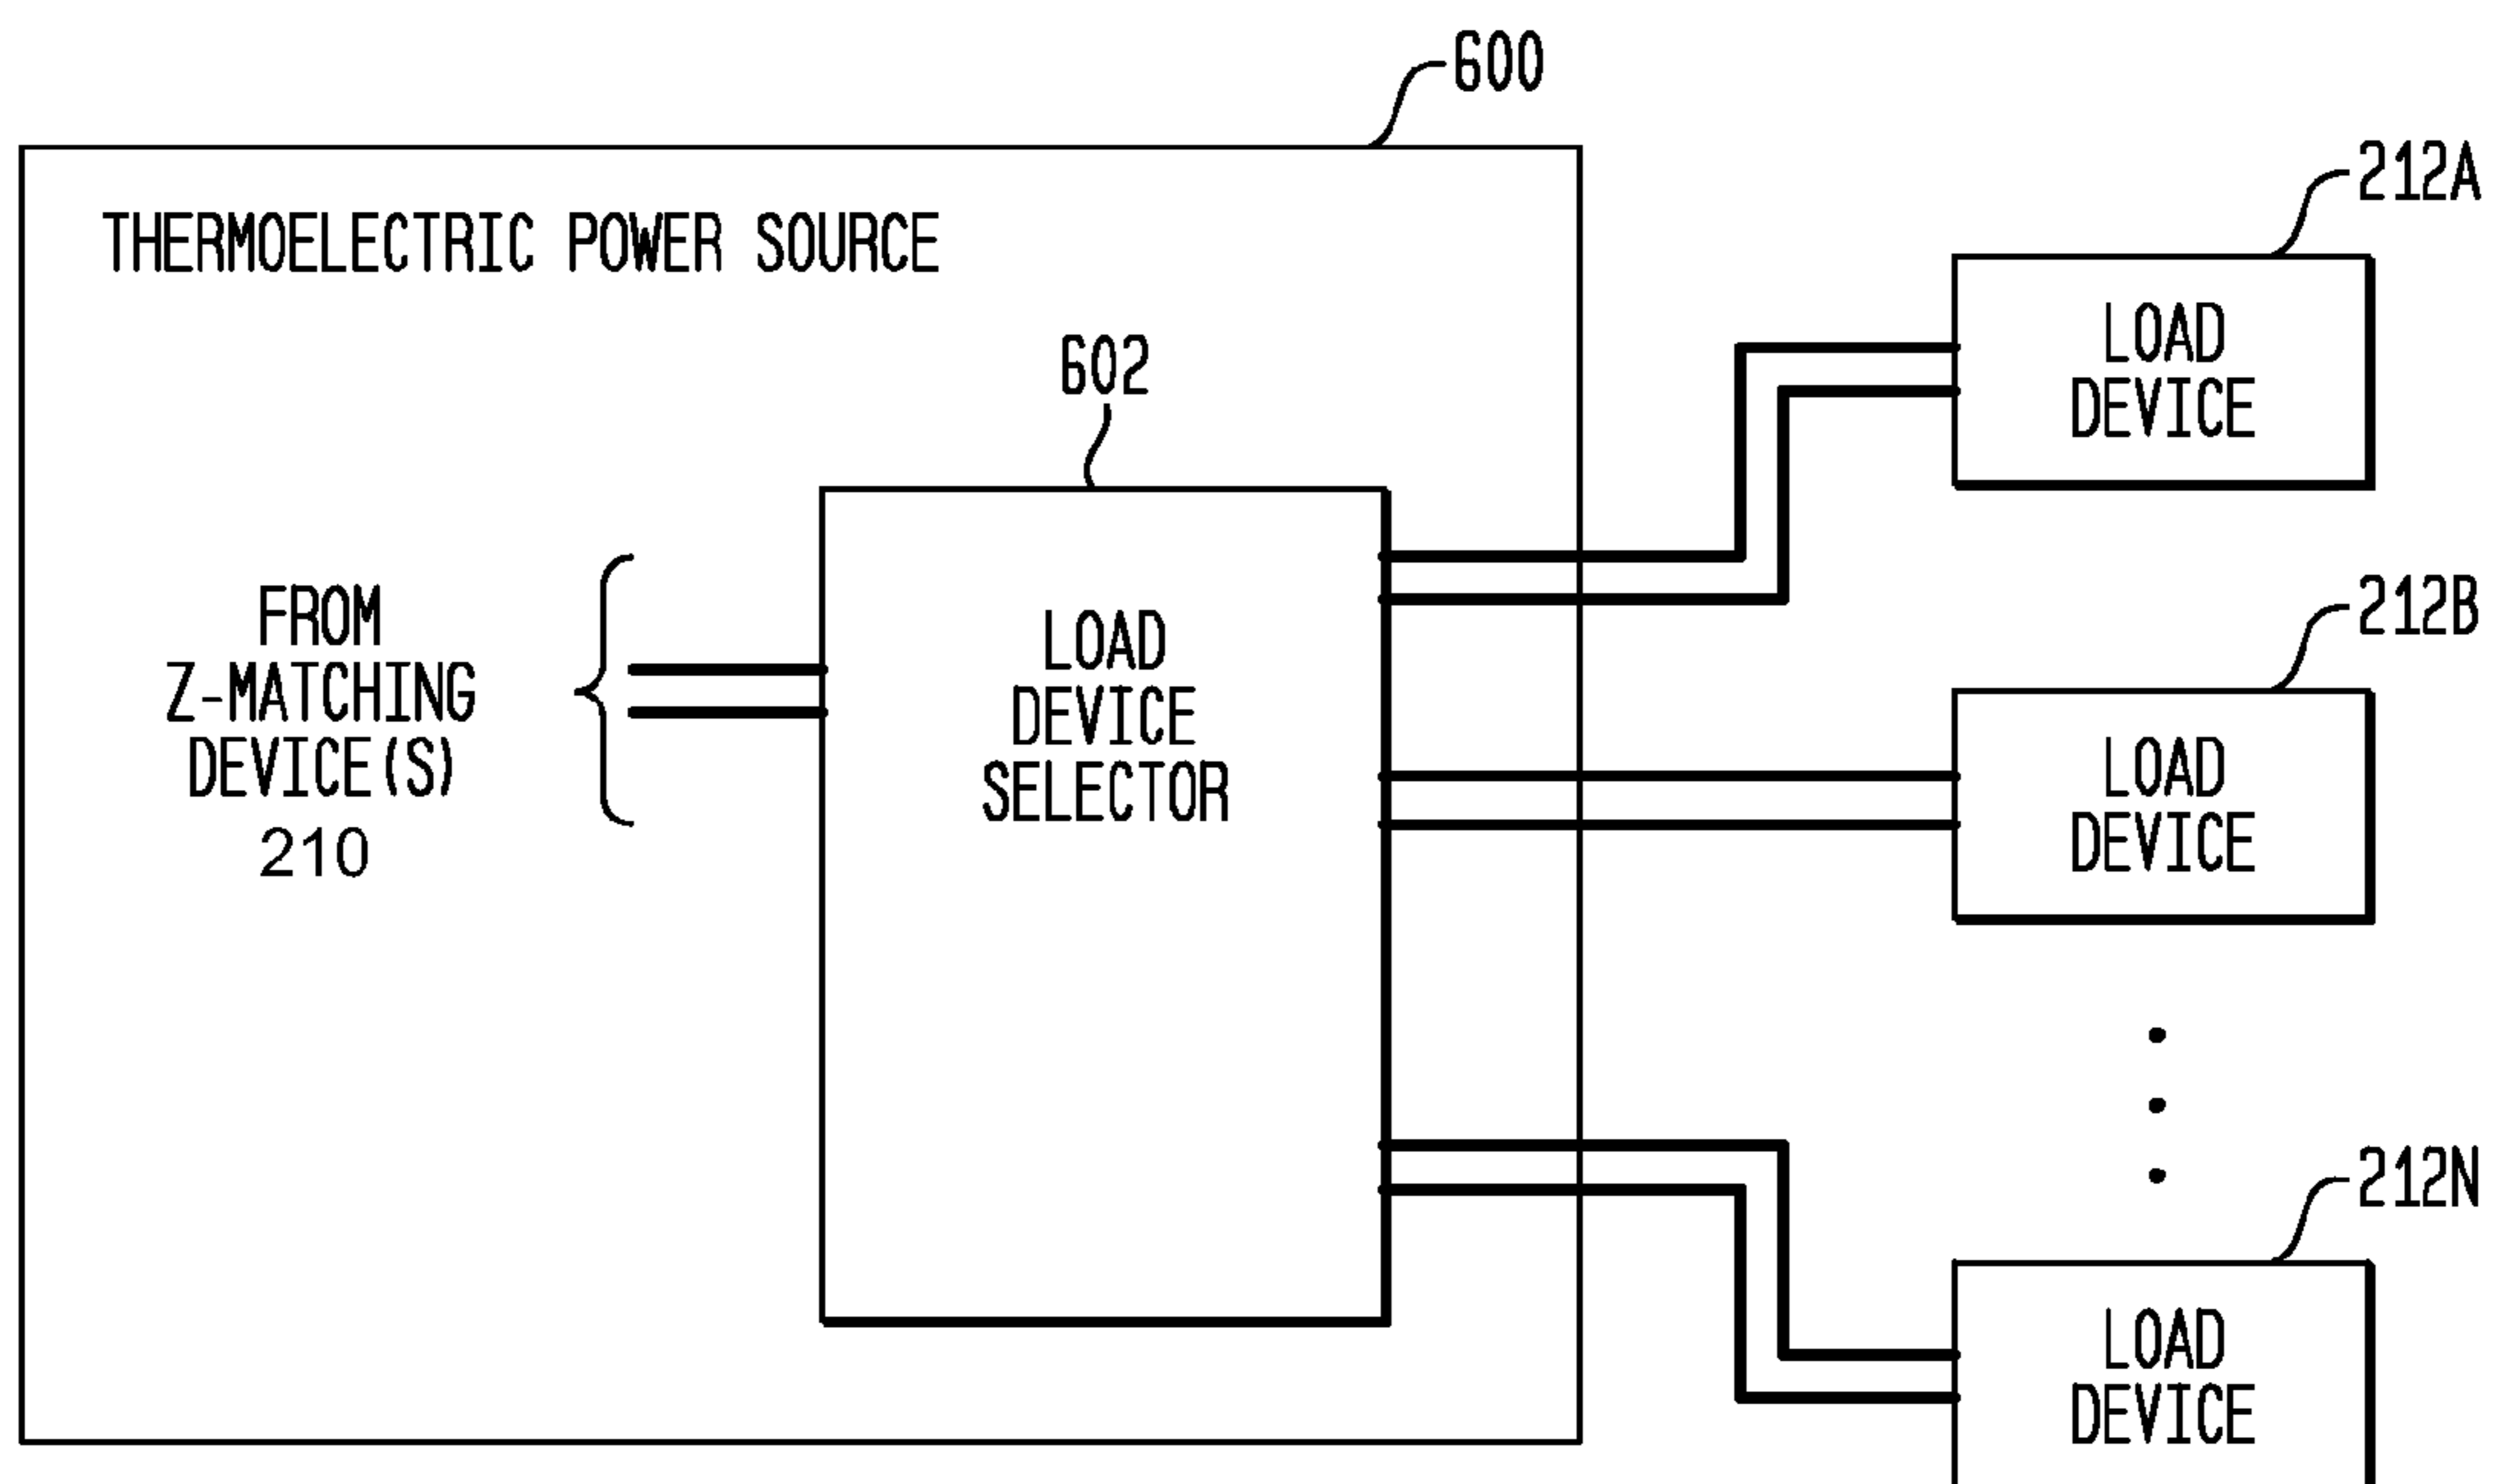 600
212A
THERMOELECTRIC POWER SOURCE
LOAD
DEVICE
602
FROM
Z-MATCHING
DEVICE(S)
210
LOAD
DEVICE
SELECTOR
212B
LOAD
DEVICE
212N
LOAD
DEVICE